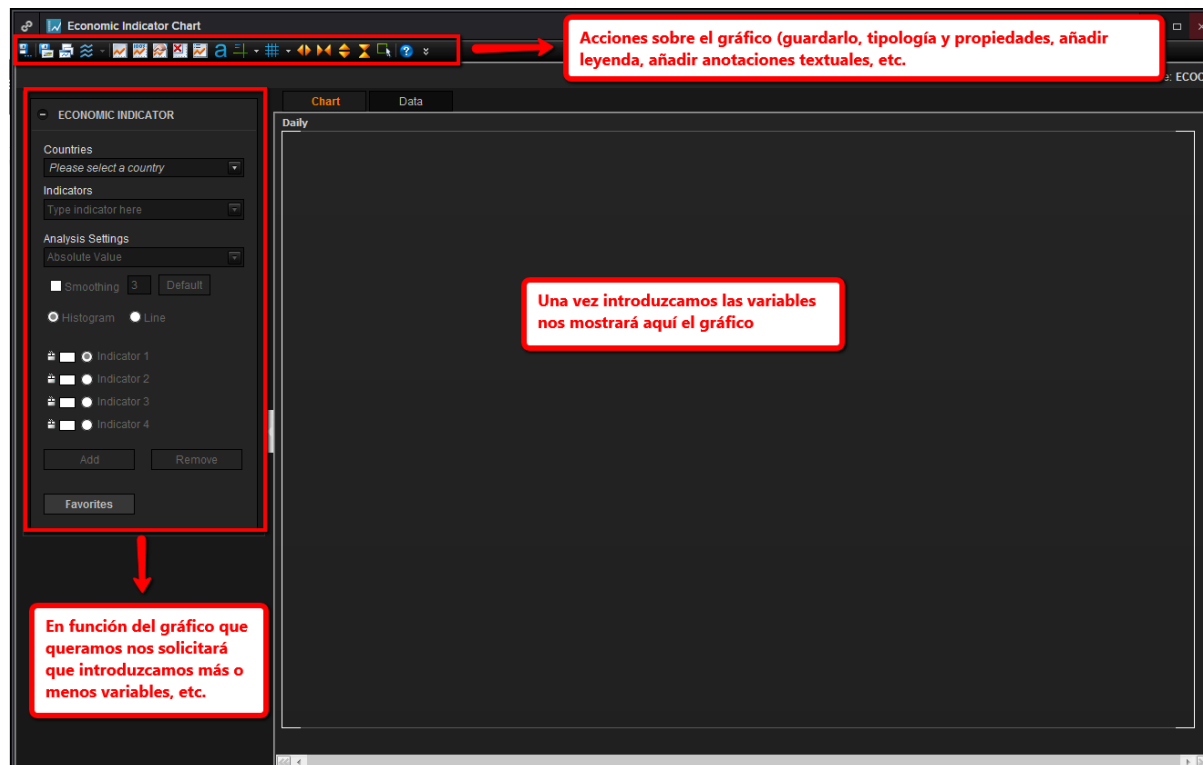 Economic Indicator Chart
Acciones sobre el gráfico (guardarlo, tipología y propiedades, añadir
leyenda, añadir anotaciones textuales, etc.
ECONOMIC INDICATOR
Countries
Please select a country
Indicators
Type indicator here
Analysis Settings
Absolute Value
Smoothing 3 Default
Histogram Line
Indicator 1
Indicator 2
Indicator 3
Indicator 4
Add Remove
Favorites
En función del gráfico que
queramos nos solicitará
que introduzcamos más o
menos variables, etc.
Chart Data
Daily
Una vez introduzcamos las variables
nos mostrará aquí el gráfico